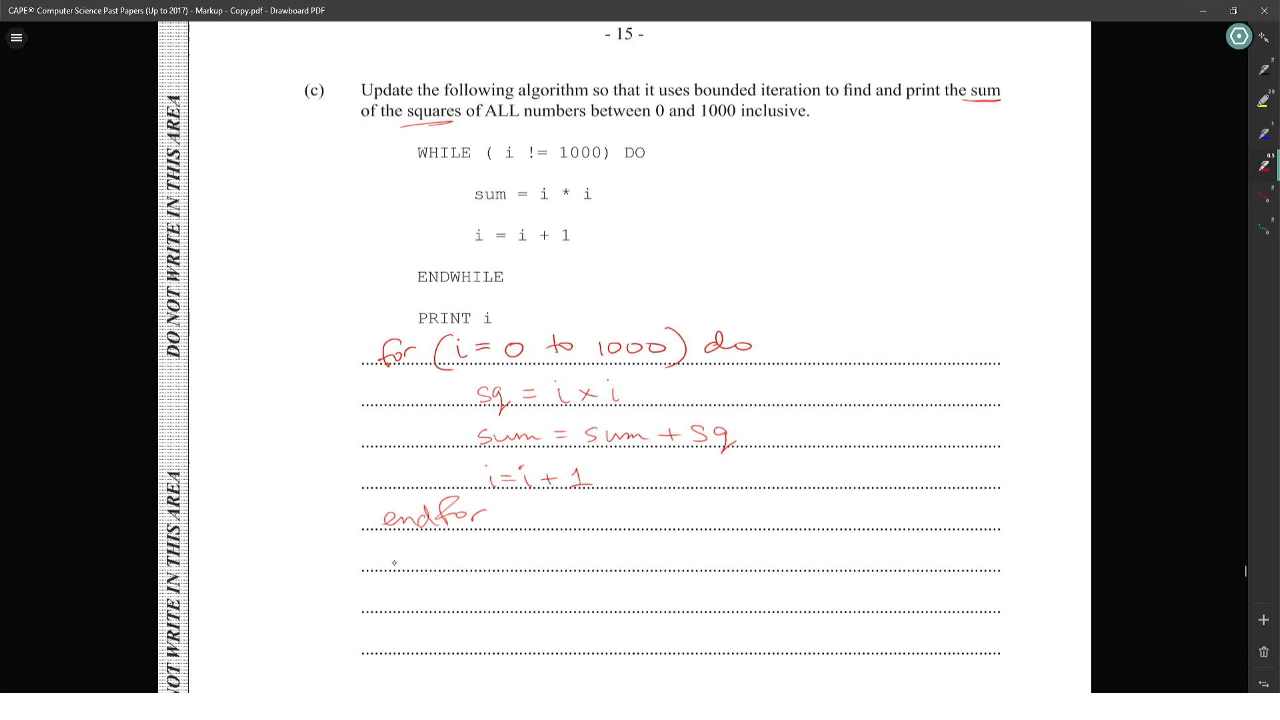 CAPE® Computer Science Past Papers (Up to 2017) - Markup - Copy.pdf - Drawboard PDF
- 15 -
(c) Update the following algorithm so that it uses bounded iteration to find and print the sum
of the squares of ALL numbers between 0 and 1000 inclusive.
WHILE ( i != 1000) DO
sum = i * i
i = i + 1
ENDWHILE
PRINT i
for (i = 0 to 1000) do
sq = i × i
sum = sum + sq
i = i + 1
endfor
DO NOT WRITE IN THIS AREA
NOT WRITE IN THIS AREA
0.5